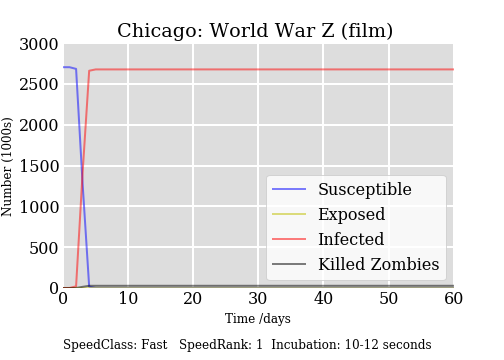 Chicago: World War Z (film)
Number (1000s)
3000
2500
2000
1500
1000
500
0
Susceptible
Exposed
Infected
Killed Zombies
0 10 20 30 40 50 60
Time /days
SpeedClass: Fast SpeedRank: 1 Incubation: 10-12 seconds